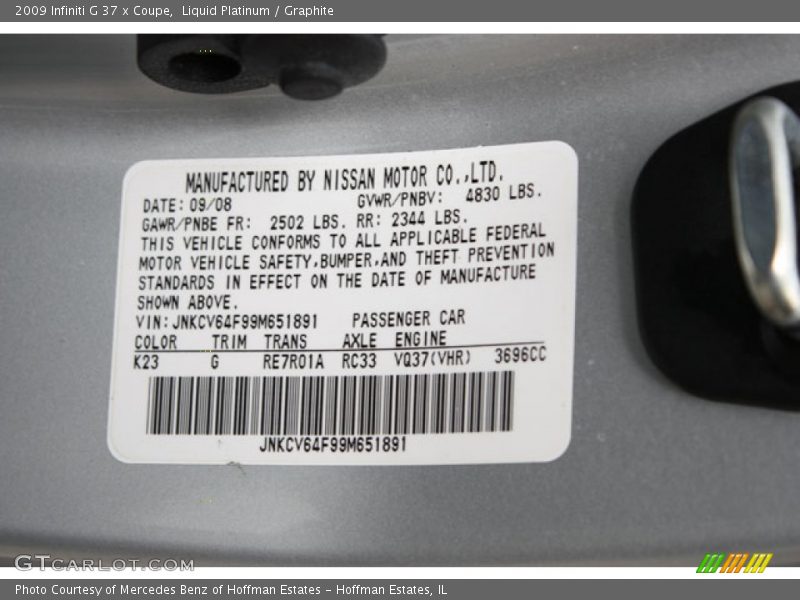 2009 Infiniti G 37 x Coupe,  Liquid Platinum / Graphite
MANUFACTURED BY NISSAN MOTOR CO.,LTD.
DATE: 09/08 GVWR/PNBV: 4830 LBS.
GAWR/PNBE FR: 2502 LBS. RR: 2344 LBS.
THIS VEHICLE CONFORMS TO ALL APPLICABLE FEDERAL
MOTOR VEHICLE SAFETY,BUMPER,AND THEFT PREVENTION
STANDARDS IN EFFECT ON THE DATE OF MANUFACTURE
SHOWN ABOVE.
VIN: JNKCV64F99M651891 PASSENGER CAR
COLOR TRIM TRANS AXLE ENGINE
K23 G RE7R01A RC33 VQ37(VHR) 3696CC
JNKCV64F99M651891
GTCARLOT.COM
Photo Courtesy of Mercedes Benz of Hoffman Estates - Hoffman Estates, IL